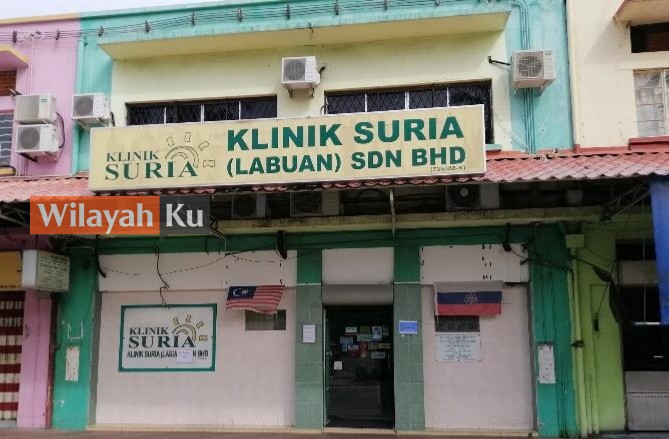 KLINIK
SURIA
KLINIK SURIA
(LABUAN) SDN BHD
Wilayah Ku
KLINIK
SURIA
KLINIK SURIA (LABUAN) SDN BHD